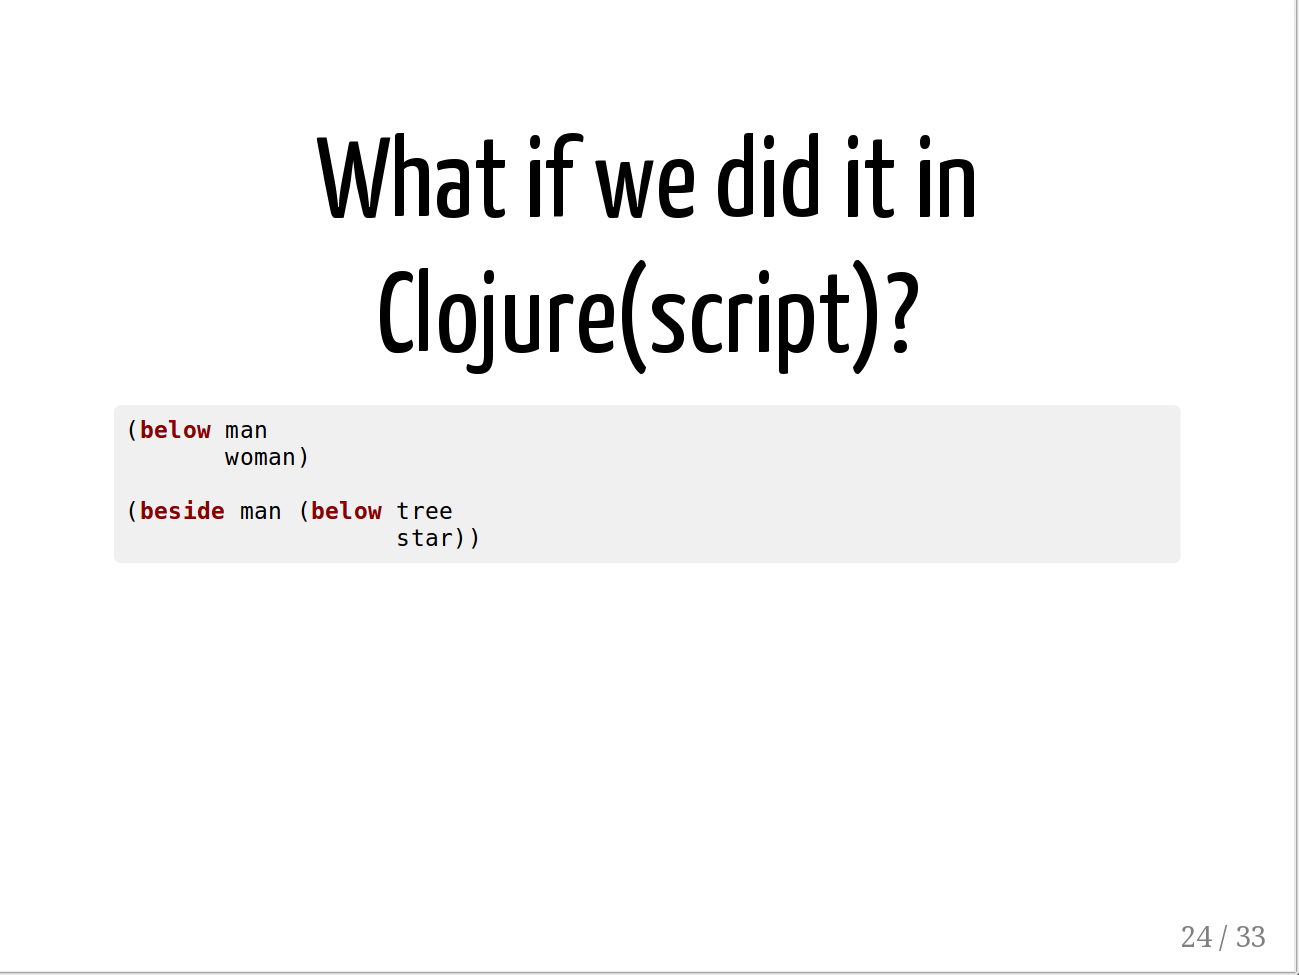 What if we did it in
Clojure(script)?
(below man
       woman)
(beside man (below tree
                   star))
24 / 33